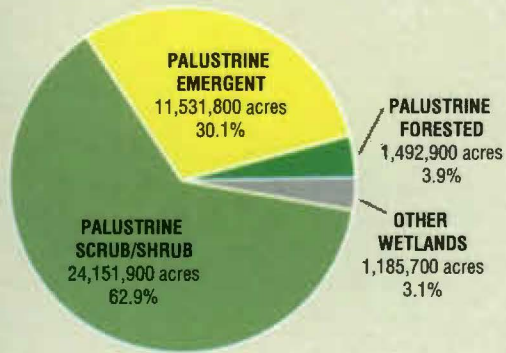 PALUSTRINE
EMERGENT
11,531,800 acres
30.1%
PALUSTRINE
FORESTED
1,492,900 acres
3.9%
OTHER
WETLANDS
1,185,700 acres
3.1%
PALUSTRINE
SCRUB/SHRUB
24,151,900 acres
62.9%